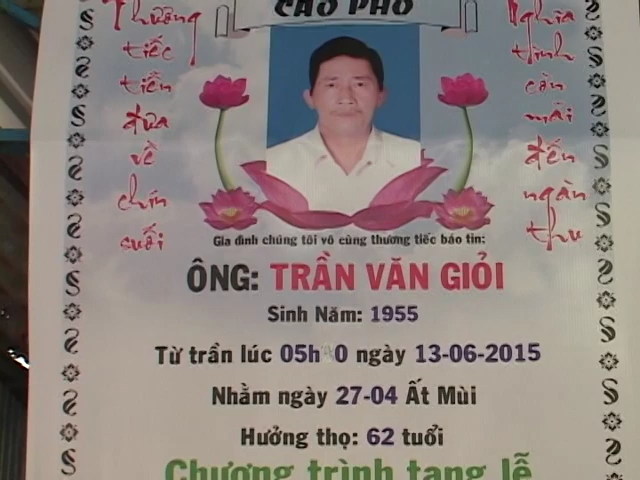 CÁO PHÓ
Thương
tiếc
tiễn
đưa
về
chín
suối
Nghĩa
tình
còn
mãi
đến
ngàn
thu
Gia đình chúng tôi vô cùng thương tiếc báo tin:
ÔNG: TRẦN VĂN GIỎI
Sinh Năm: 1955
Từ trần lúc 05h 0 ngày 13-06-2015
Nhằm ngày 27-04 Ất Mùi
Hưởng thọ: 62 tuổi
Chương trình tang lễ